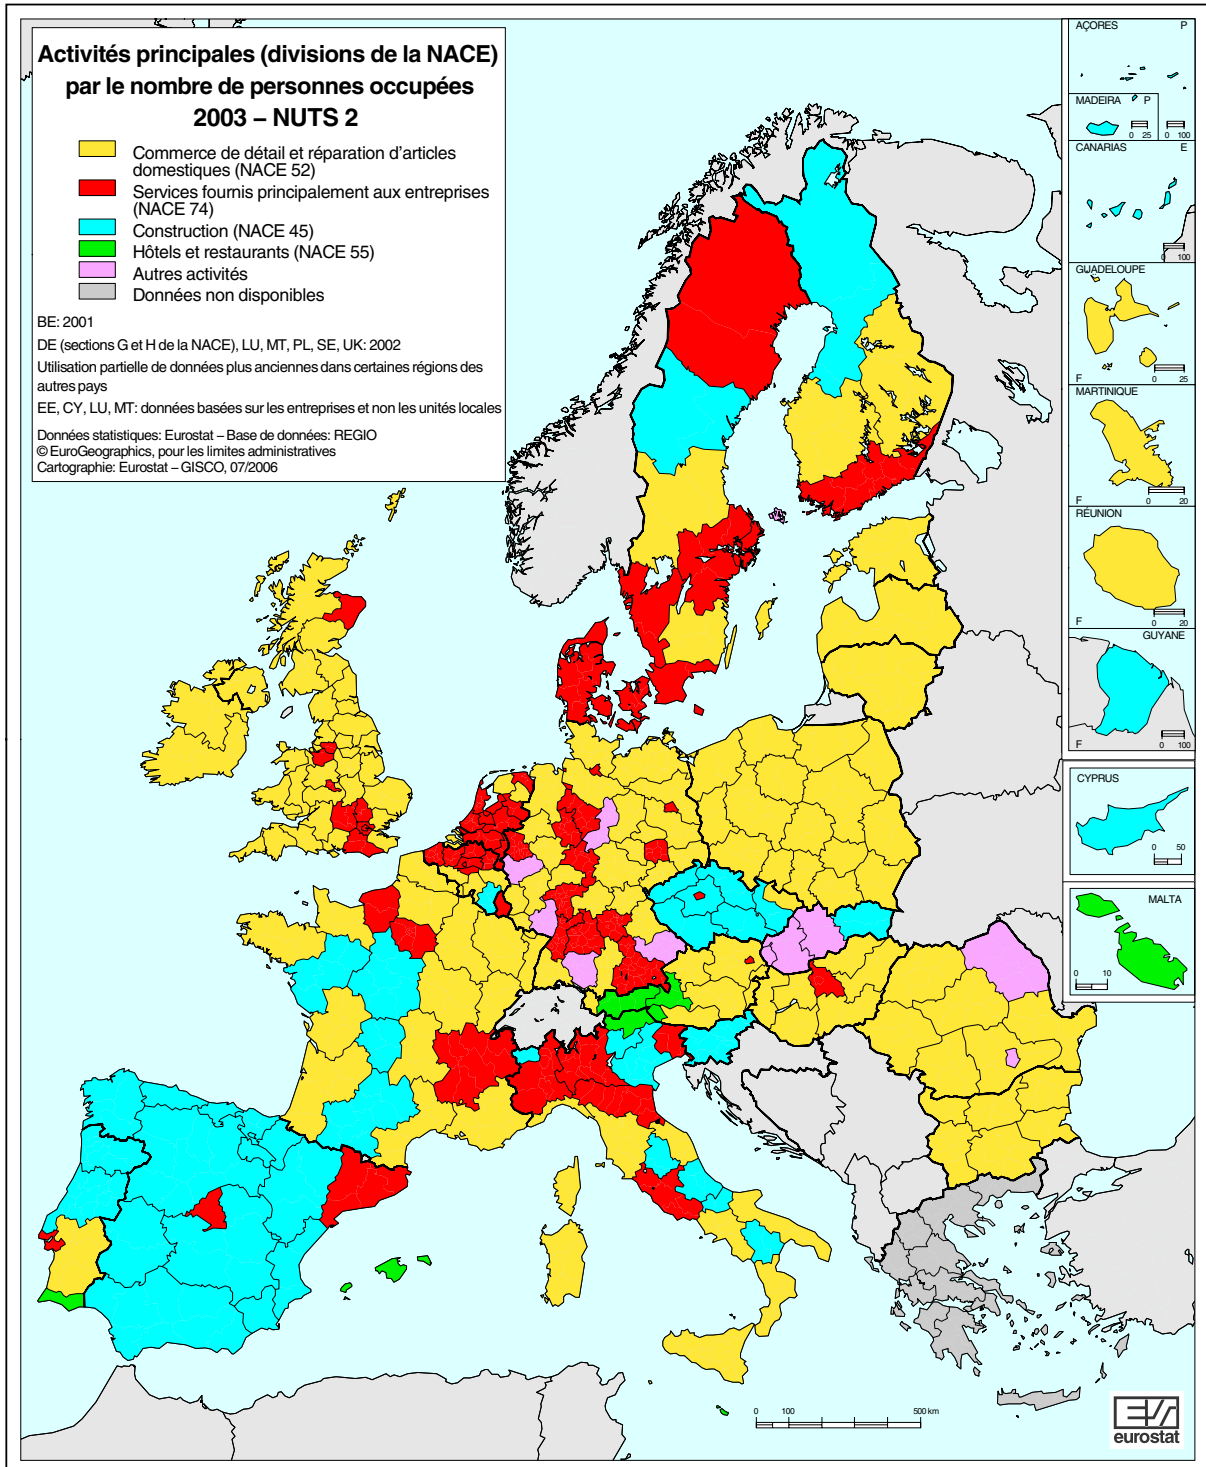 Activités principales (divisions de la NACE)
par le nombre de personnes occupées
2003 – NUTS 2
Commerce de détail et réparation d'articles
domestiques (NACE 52)
Services fournis principalement aux entreprises
(NACE 74)
Construction (NACE 45)
Hôtels et restaurants (NACE 55)
Autres activités
Données non disponibles
BE: 2001
DE (sections G et H de la NACE), LU, MT, PL, SE, UK: 2002
Utilisation partielle de données plus anciennes dans certaines régions des
autres pays
EE, CY, LU, MT: données basées sur les entreprises et non les unités locales
Données statistiques: Eurostat – Base de données: REGIO
© EuroGeographics, pour les limites administratives
Cartographie: Eurostat – GISCO, 07/2006
AÇORES P
MADEIRA P
0 25 0 100
CANARIAS E
0 100
GUADELOUPE
F 0 25
MARTINIQUE
F 0 20
RÉUNION
F 0 20
GUYANE
F 0 100
CYPRUS
0 50
MALTA
0 10
0 100 500 km
eurostat